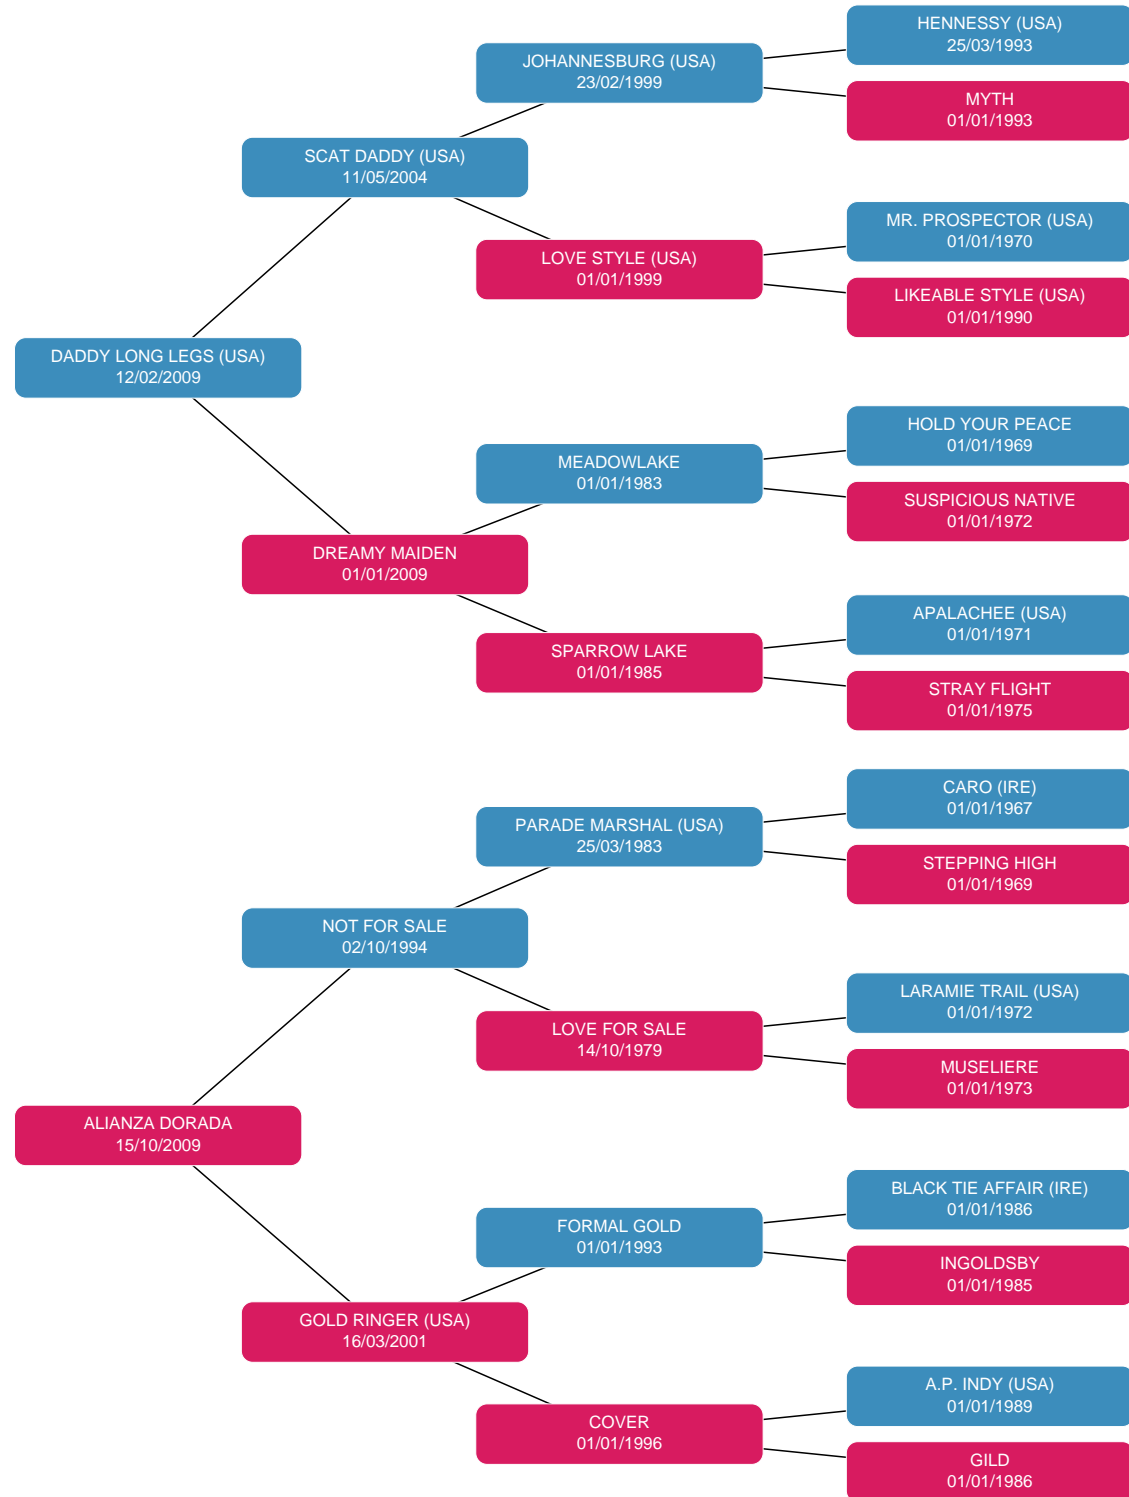 HENNESSY (USA)
25/03/1993
JOHANNESBURG (USA)
23/02/1999
MYTH
01/01/1993
SCAT DADDY (USA)
11/05/2004
MR. PROSPECTOR (USA)
01/01/1970
LOVE STYLE (USA)
01/01/1999
LIKEABLE STYLE (USA)
01/01/1990
DADDY LONG LEGS (USA)
12/02/2009
HOLD YOUR PEACE
01/01/1969
MEADOWLAKE
01/01/1983
SUSPICIOUS NATIVE
01/01/1972
DREAMY MAIDEN
01/01/2009
APALACHEE (USA)
01/01/1971
SPARROW LAKE
01/01/1985
STRAY FLIGHT
01/01/1975
CARO (IRE)
01/01/1967
PARADE MARSHAL (USA)
25/03/1983
STEPPING HIGH
01/01/1969
NOT FOR SALE
02/10/1994
LARAMIE TRAIL (USA)
01/01/1972
LOVE FOR SALE
14/10/1979
MUSELIERE
01/01/1973
ALIANZA DORADA
15/10/2009
BLACK TIE AFFAIR (IRE)
01/01/1986
FORMAL GOLD
01/01/1993
INGOLDSBY
01/01/1985
GOLD RINGER (USA)
16/03/2001
A.P. INDY (USA)
01/01/1989
COVER
01/01/1996
GILD
01/01/1986